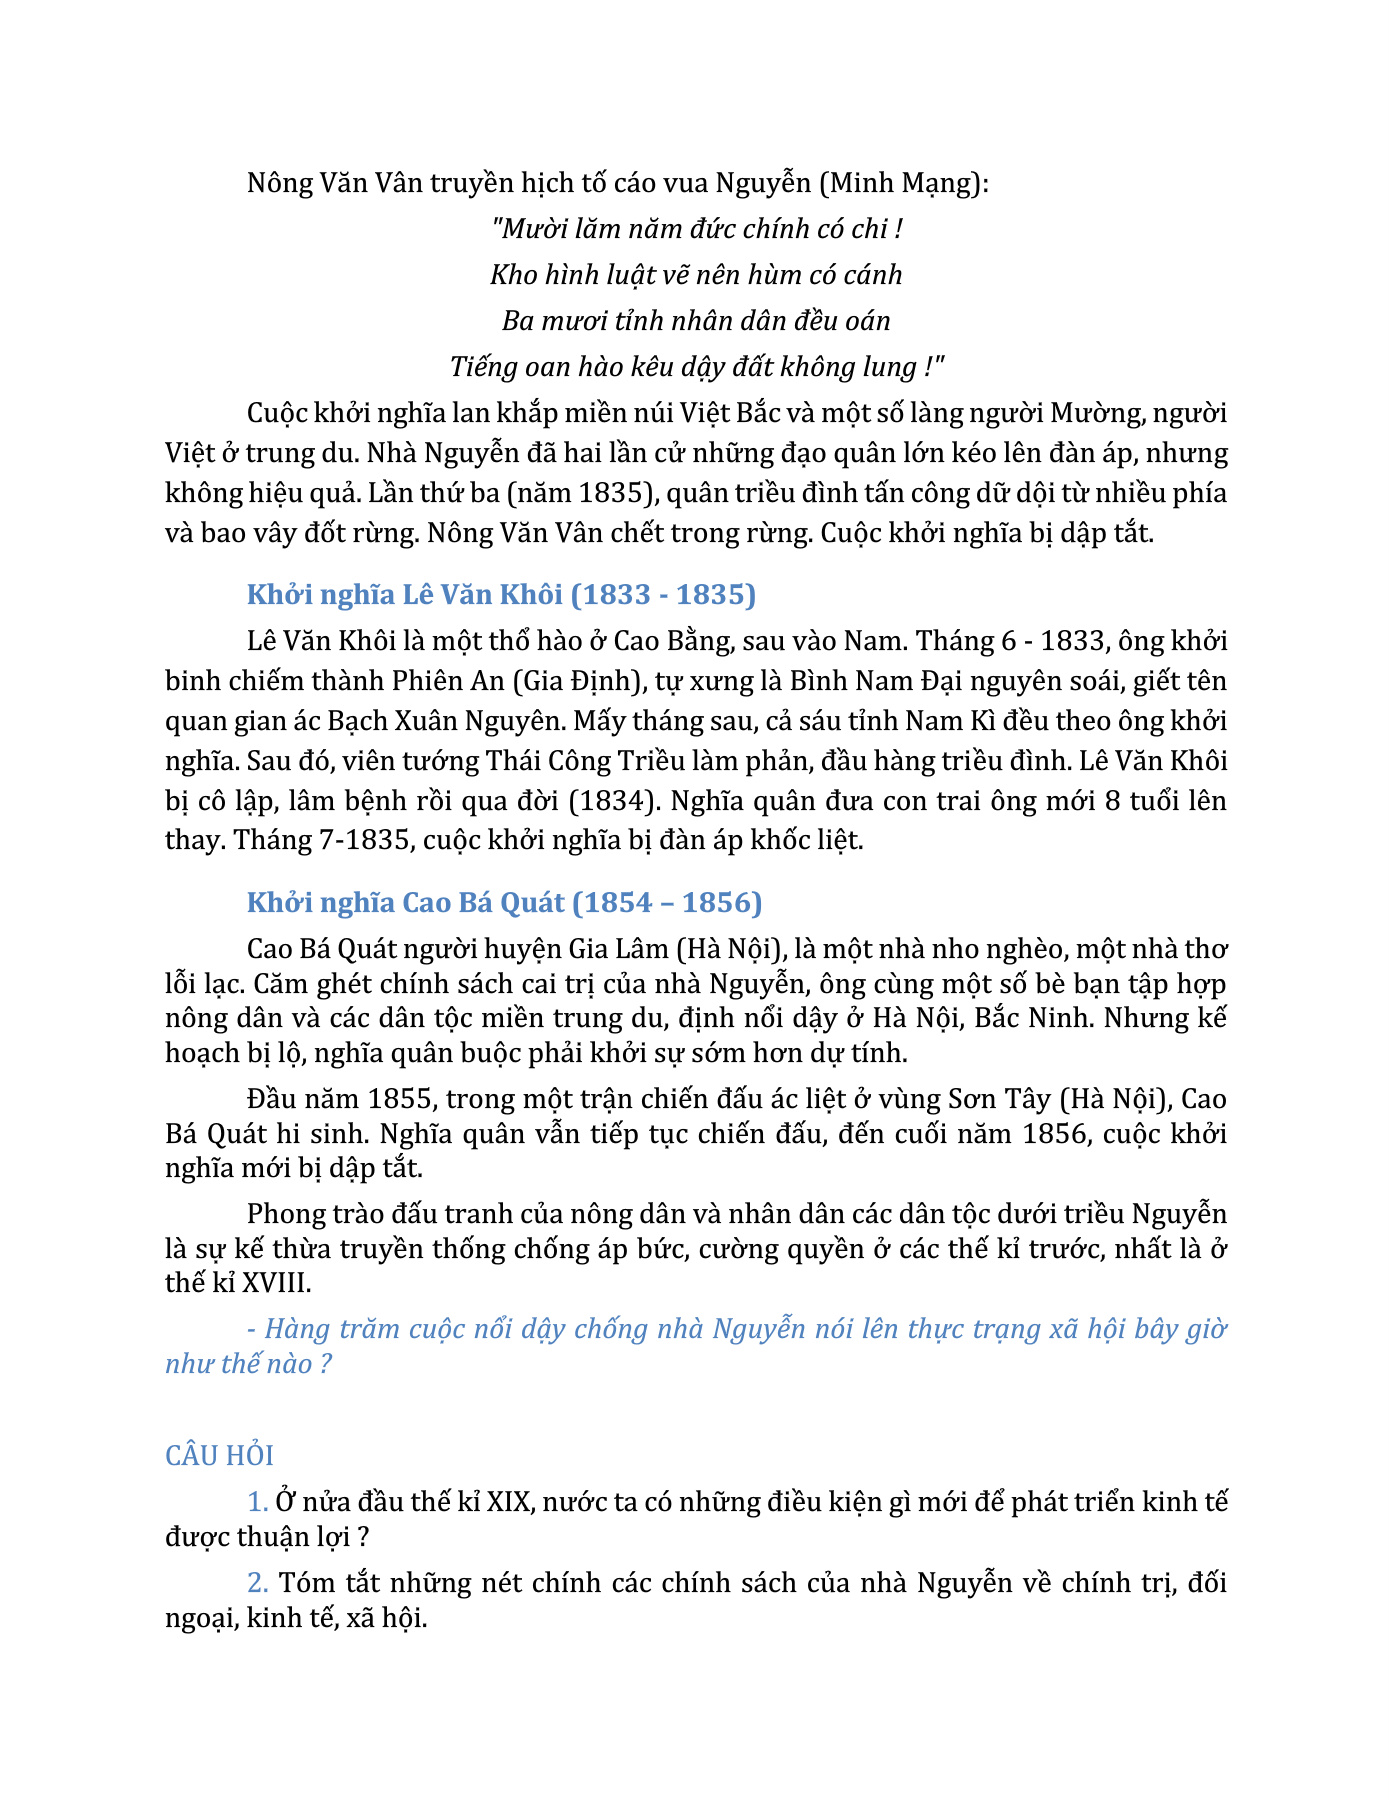 Nông Văn Vân truyền hịch tố cáo vua Nguyễn (Minh Mạng):
"Mười lăm năm đức chính có chi !
Kho hình luật vẽ nên hùm có cánh
Ba mươi tỉnh nhân dân đều oán
Tiếng oan hào kêu dậy đất không lung !"
Cuộc khởi nghĩa lan khắp miền núi Việt Bắc và một số làng người Mường, người
Việt ở trung du. Nhà Nguyễn đã hai lần cử những đạo quân lớn kéo lên đàn áp, nhưng
không hiệu quả. Lần thứ ba (năm 1835), quân triều đình tấn công dữ dội từ nhiều phía
và bao vây đốt rừng. Nông Văn Vân chết trong rừng. Cuộc khởi nghĩa bị dập tắt.
Khởi nghĩa Lê Văn Khôi (1833 - 1835)
Lê Văn Khôi là một thổ hào ở Cao Bằng, sau vào Nam. Tháng 6 - 1833, ông khởi
binh chiếm thành Phiên An (Gia Định), tự xưng là Bình Nam Đại nguyên soái, giết tên
quan gian ác Bạch Xuân Nguyên. Mấy tháng sau, cả sáu tỉnh Nam Kì đều theo ông khởi
nghĩa. Sau đó, viên tướng Thái Công Triều làm phản, đầu hàng triều đình. Lê Văn Khôi
bị cô lập, lâm bệnh rồi qua đời (1834). Nghĩa quân đưa con trai ông mới 8 tuổi lên
thay. Tháng 7-1835, cuộc khởi nghĩa bị đàn áp khốc liệt.
Khởi nghĩa Cao Bá Quát (1854 – 1856)
Cao Bá Quát người huyện Gia Lâm (Hà Nội), là một nhà nho nghèo, một nhà thơ
lỗi lạc. Căm ghét chính sách cai trị của nhà Nguyễn, ông cùng một số bè bạn tập hợp
nông dân và các dân tộc miền trung du, định nổi dậy ở Hà Nội, Bắc Ninh. Nhưng kế
hoạch bị lộ, nghĩa quân buộc phải khởi sự sớm hơn dự tính.
Đầu năm 1855, trong một trận chiến đấu ác liệt ở vùng Sơn Tây (Hà Nội), Cao
Bá Quát hi sinh. Nghĩa quân vẫn tiếp tục chiến đấu, đến cuối năm 1856, cuộc khởi
nghĩa mới bị dập tắt.
Phong trào đấu tranh của nông dân và nhân dân các dân tộc dưới triều Nguyễn
là sự kế thừa truyền thống chống áp bức, cường quyền ở các thế kỉ trước, nhất là ở
thế kỉ XVIII.
- Hàng trăm cuộc nổi dậy chống nhà Nguyễn nói lên thực trạng xã hội bây giờ
như thế nào ?
CÂU HỎI
1. Ở nửa đầu thế kỉ XIX, nước ta có những điều kiện gì mới để phát triển kinh tế
được thuận lợi ?
2. Tóm tắt những nét chính các chính sách của nhà Nguyễn về chính trị, đối
ngoại, kinh tế, xã hội.